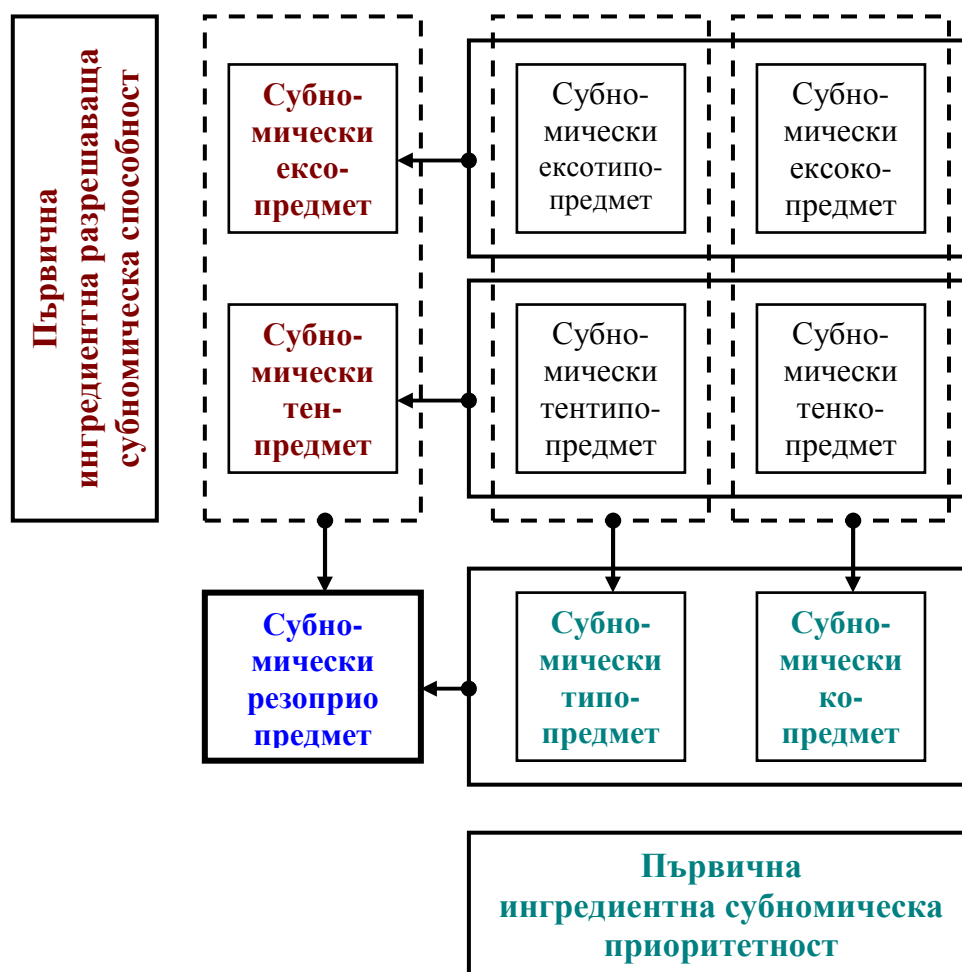 Първична
ингредиентна разрешаваща
субномическа способност
Субно-
мически
ексо-
предмет
Субно-
мически
ексотипо-
предмет
Субно-
мически
ексоко-
предмет
Субно-
мически
тен-
предмет
Субно-
мически
тентипо-
предмет
Субно-
мически
тенко-
предмет
Субно-
мически
резоприо
предмет
Субно-
мически
типо-
предмет
Субно-
мически
ко-
предмет
Първична
ингредиентна субномическа
приоритетност